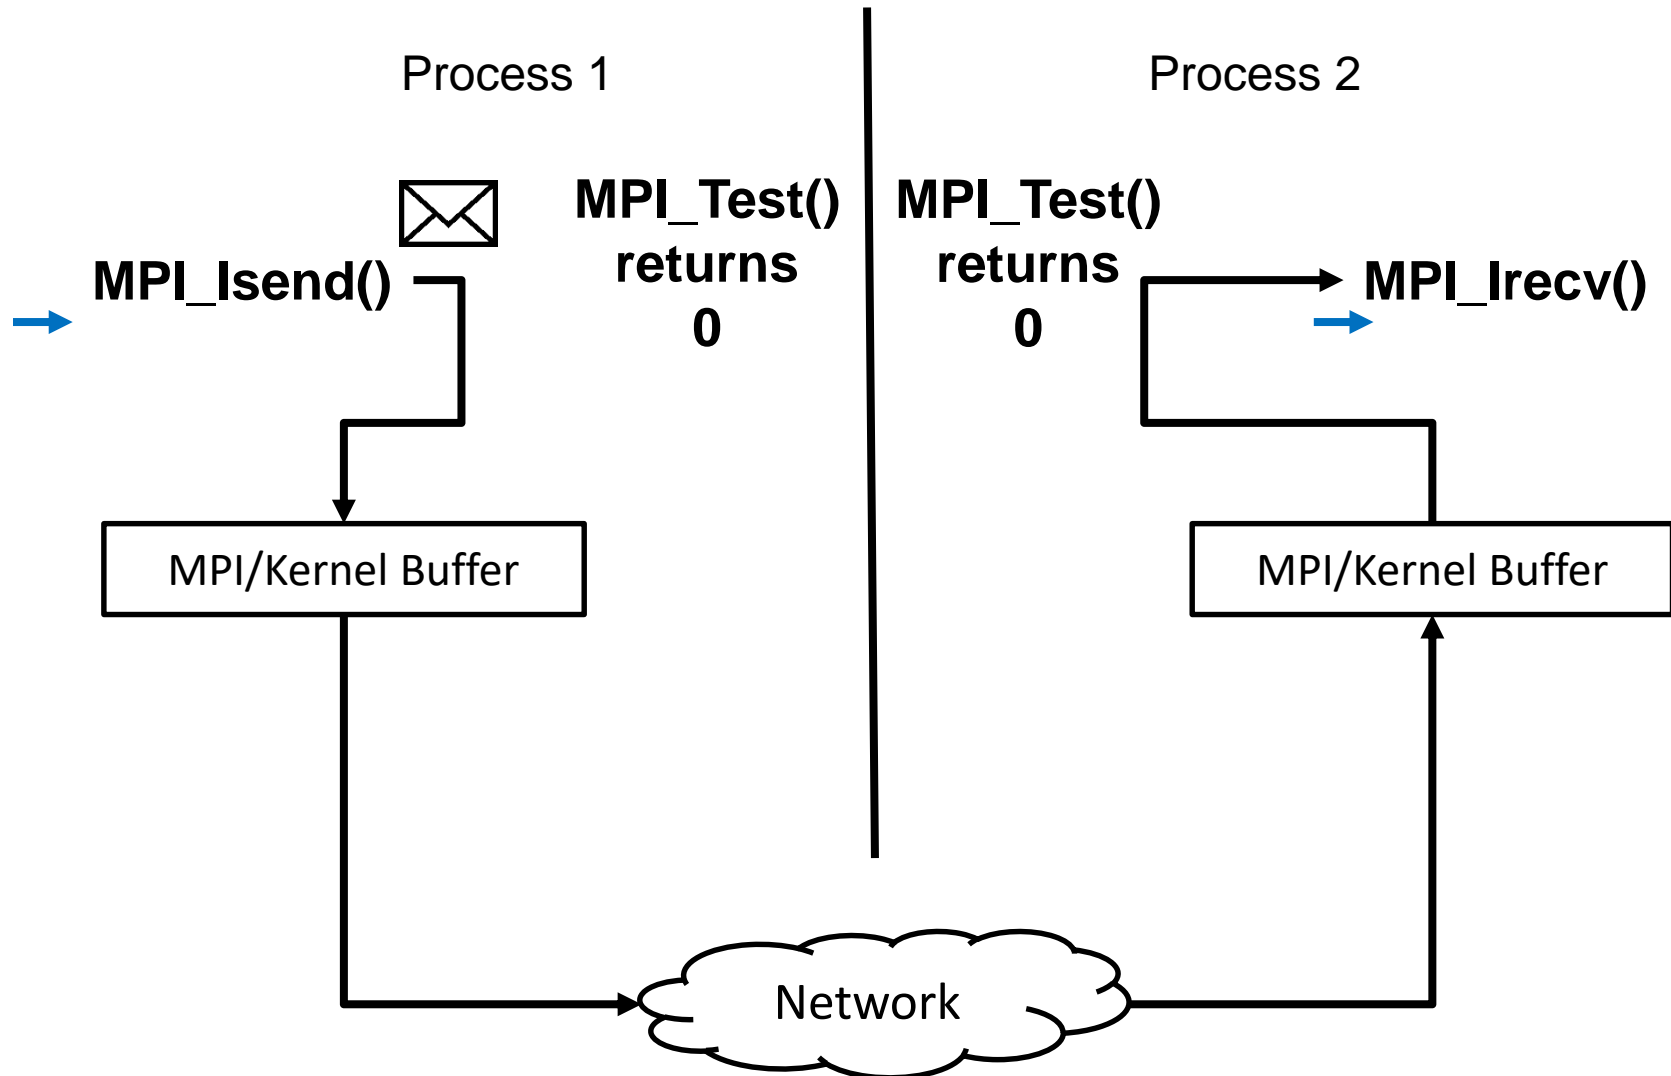 Process 1
Process 2
MPI_Isend()
MPI_Test()
returns
0
MPI_Test()
returns
0
MPI_Irecv()
MPI/Kernel Buffer
MPI/Kernel Buffer
Network